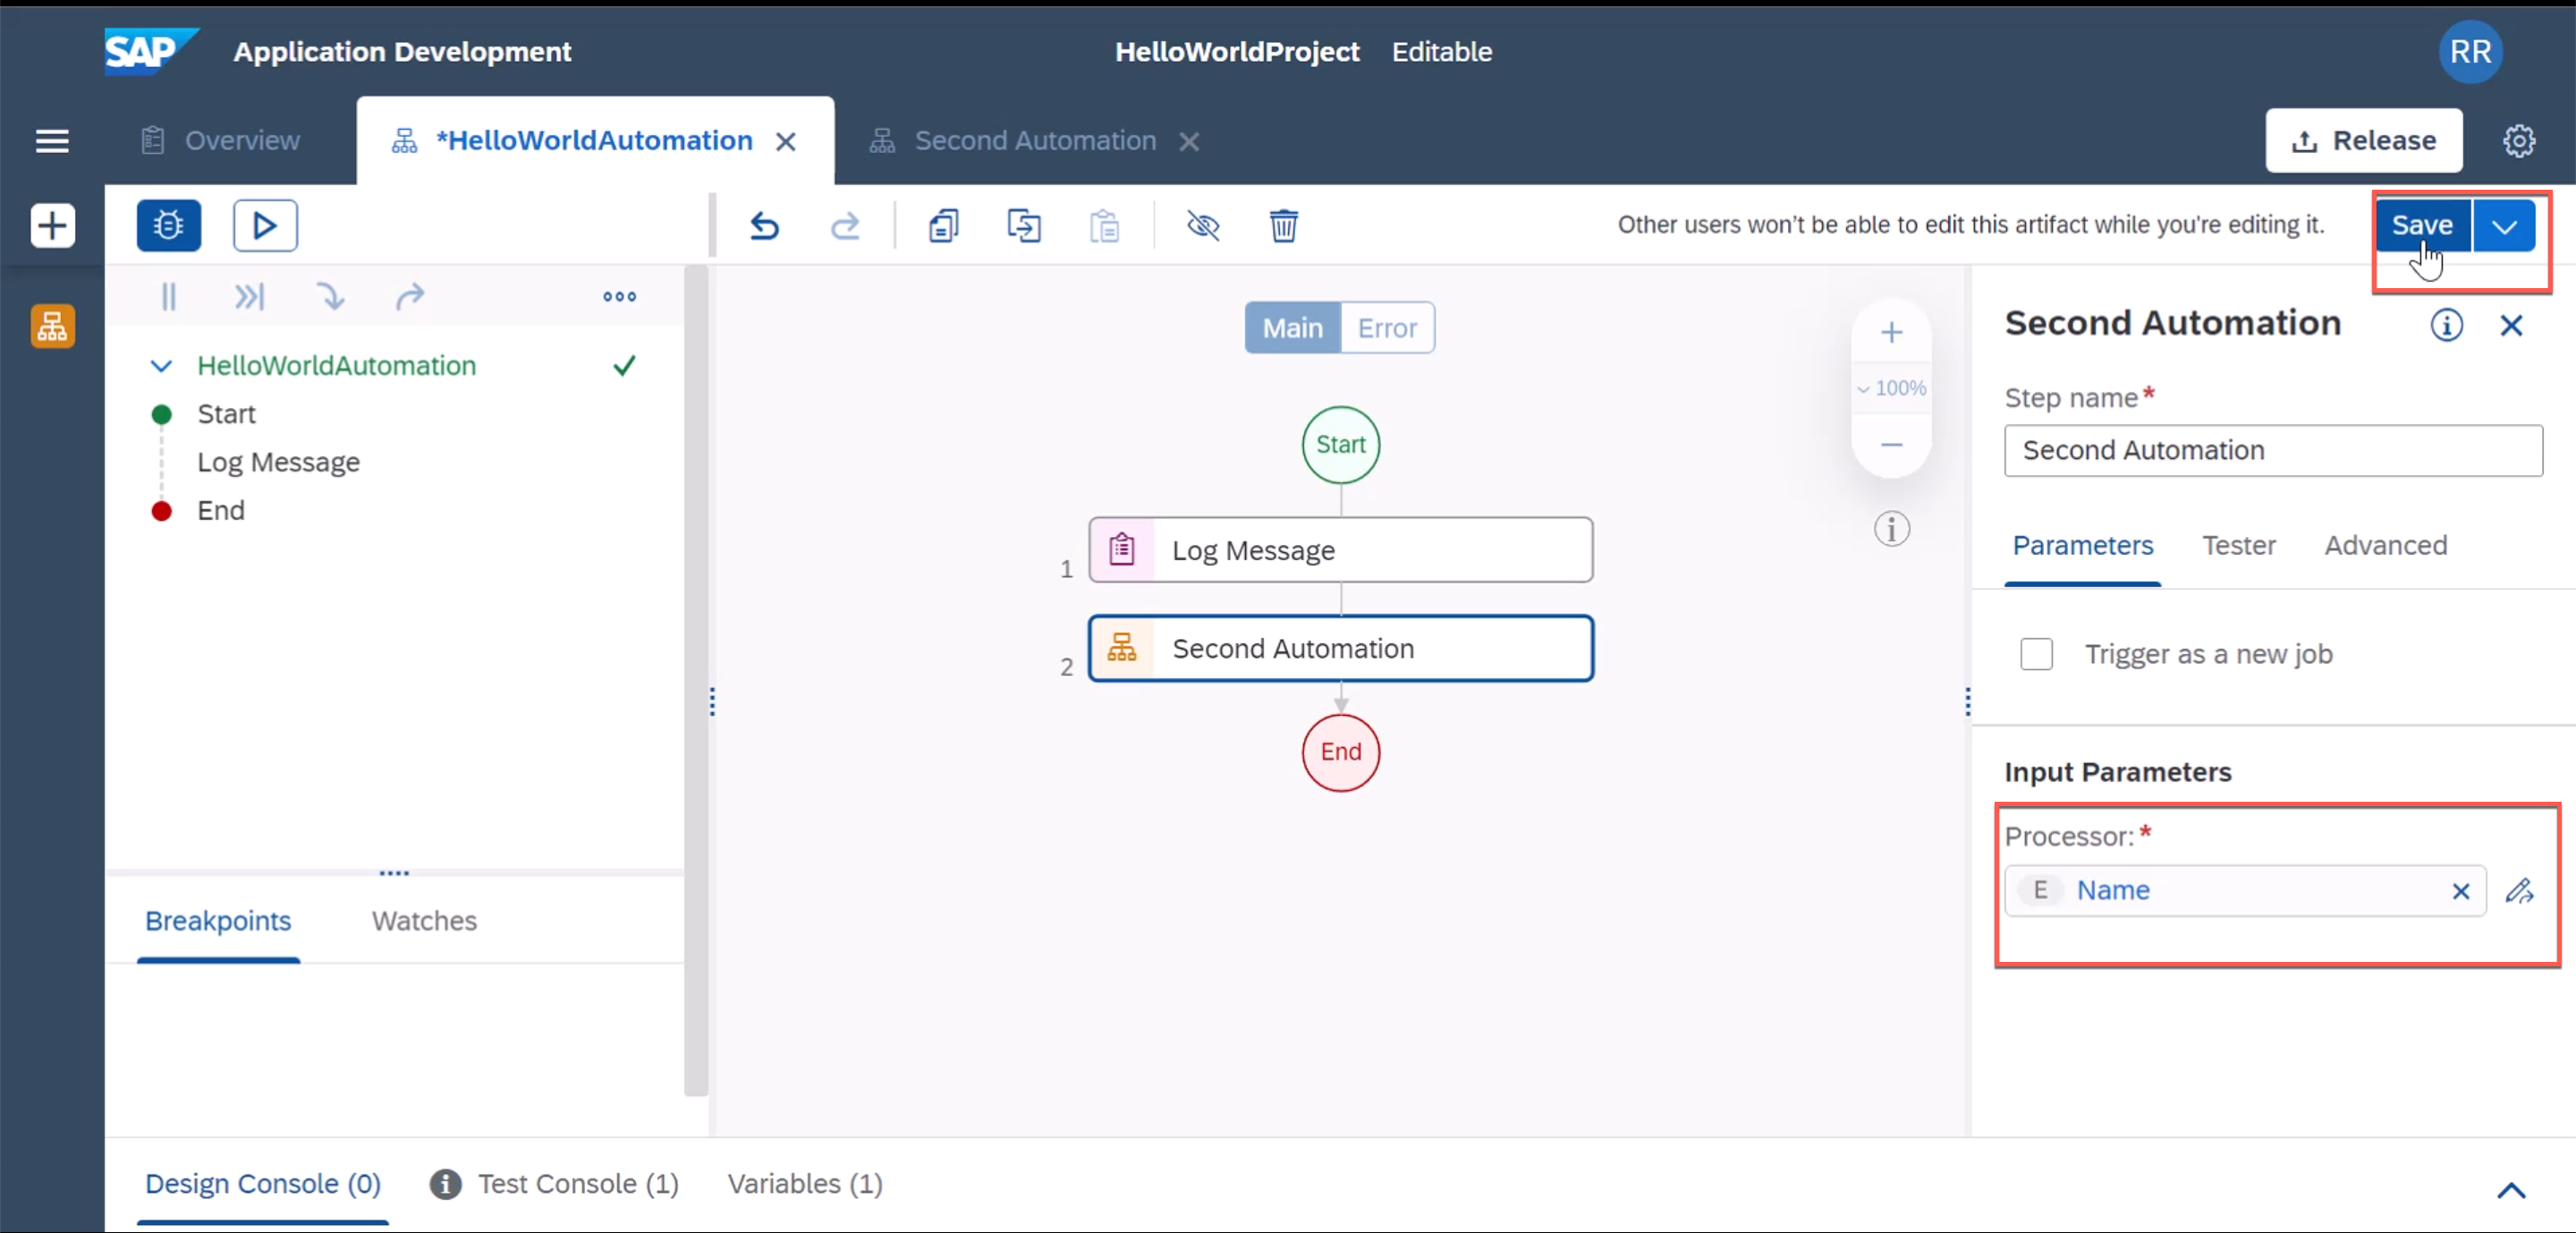 SAP Application Development HelloWorldProject Editable RR
Overview *HelloWorldAutomation Second Automation Release
Other users won't be able to edit this artifact while you're editing it. Save
Main Error
HelloWorldAutomation
Start
Log Message
End
Start
1 Log Message
2 Second Automation
End
100%
Second Automation
Step name*
Second Automation
Parameters Tester Advanced
Trigger as a new job
Input Parameters
Processor:*
E Name
Breakpoints Watches
Design Console (0) Test Console (1) Variables (1)